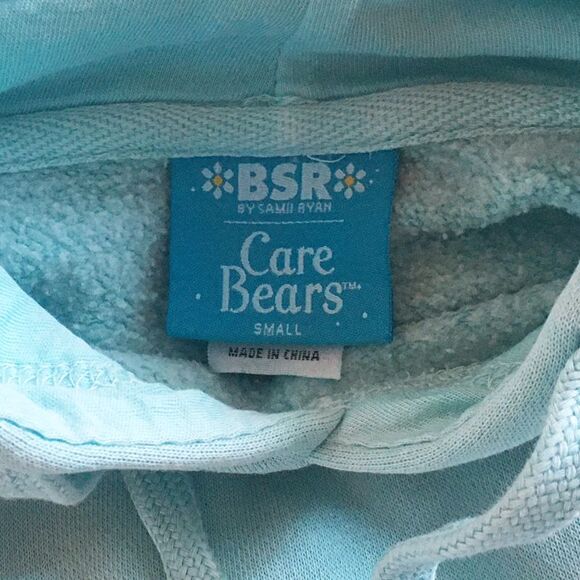 BSR
BY SAMII RYAN
Care
Bears™
SMALL
MADE IN CHINA